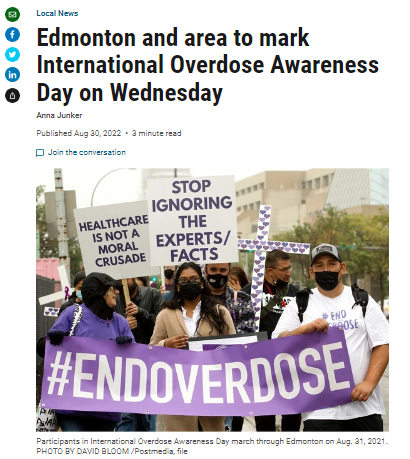 Local News
Edmonton and area to mark
International Overdose Awareness
Day on Wednesday
Anna Junker
Published Aug 30, 2022 • 3 minute read
Join the conversation
STOP
IGNORING
THE
EXPERTS/
FACTS
HEALTHCARE
IS NOT A
MORAL
CRUSADE
# END
#ENDOVERDOSE
Participants in International Overdose Awareness Day march through Edmonton on Aug. 31, 2021.
PHOTO BY DAVID BLOOM /Postmedia, file